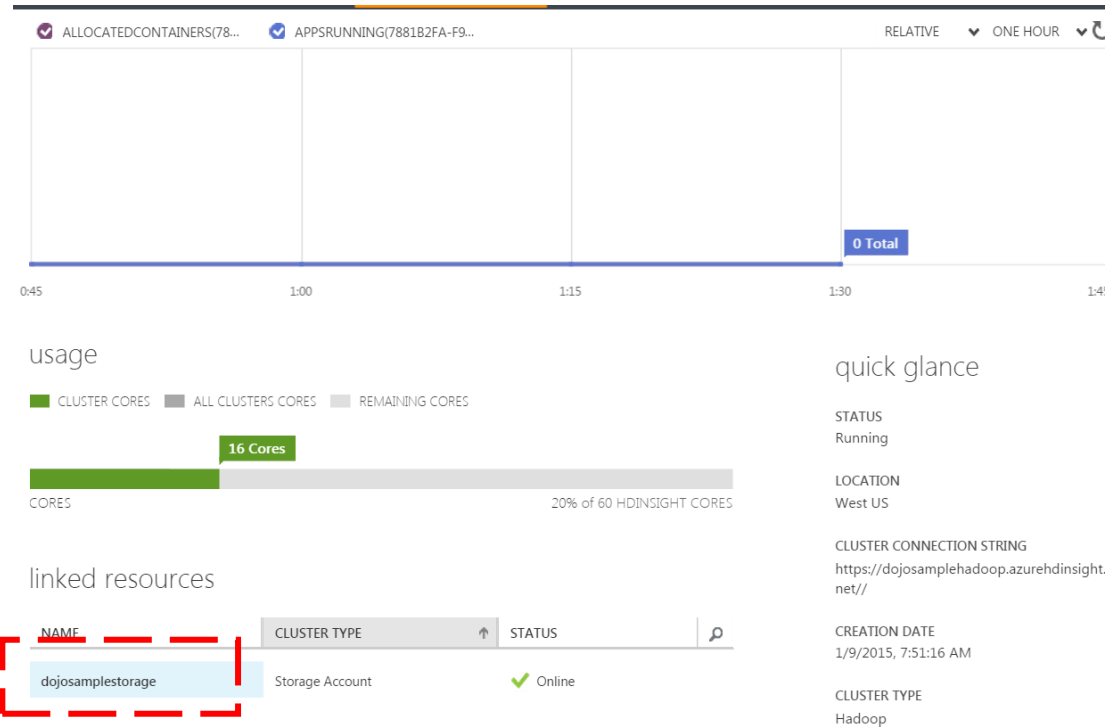 ALLOCATEDCONTAINERS(78... APPSRUNNING(7881B2FA-F9... RELATIVE ONE HOUR
0 Total
0:45 1:00 1:15 1:30 1:45
usage
CLUSTER CORES ALL CLUSTERS CORES REMAINING CORES
16 Cores
CORES 20% of 60 HDINSIGHT CORES
linked resources
NAME CLUSTER TYPE STATUS
dojosamplestorage Storage Account Online
quick glance
STATUS
Running
LOCATION
West US
CLUSTER CONNECTION STRING
https://dojosamplehadoop.azurehdinsight.
net//
CREATION DATE
1/9/2015, 7:51:16 AM
CLUSTER TYPE
Hadoop